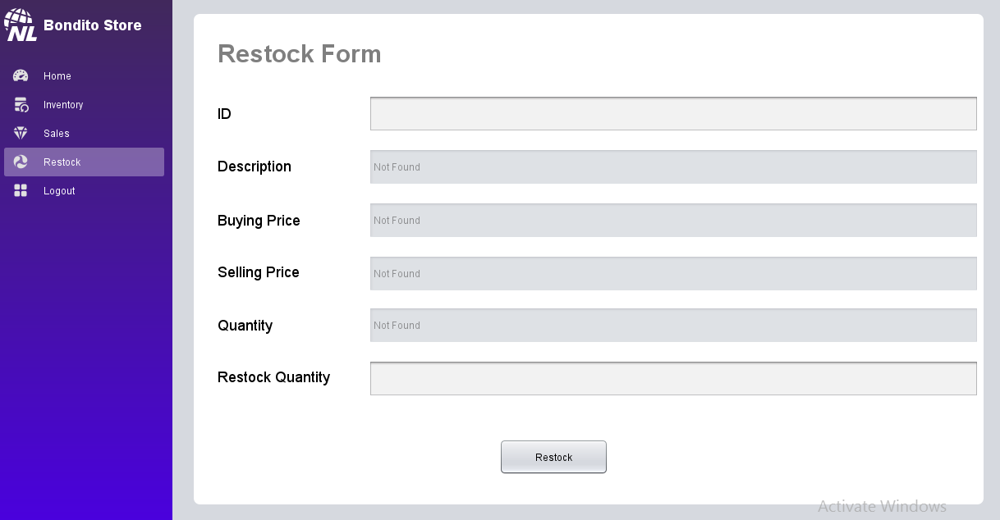 NL Bondito Store
Home
Inventory
Sales
Restock
Logout
Restock Form
ID
Description Not Found
Buying Price Not Found
Selling Price Not Found
Quantity Not Found
Restock Quantity
Restock
Activate Windows